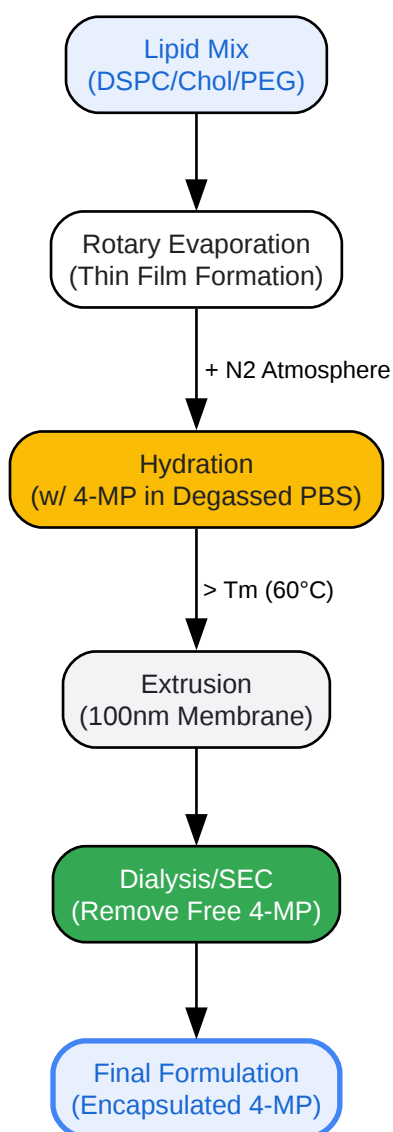 Lipid Mix
(DSPC/Chol/PEG)
Rotary Evaporation
(Thin Film Formation)
+ N2 Atmosphere
Hydration
(w/ 4-MP in Degassed PBS)
> Tm (60°C)
Extrusion
(100nm Membrane)
Dialysis/SEC
(Remove Free 4-MP)
Final Formulation
(Encapsulated 4-MP)